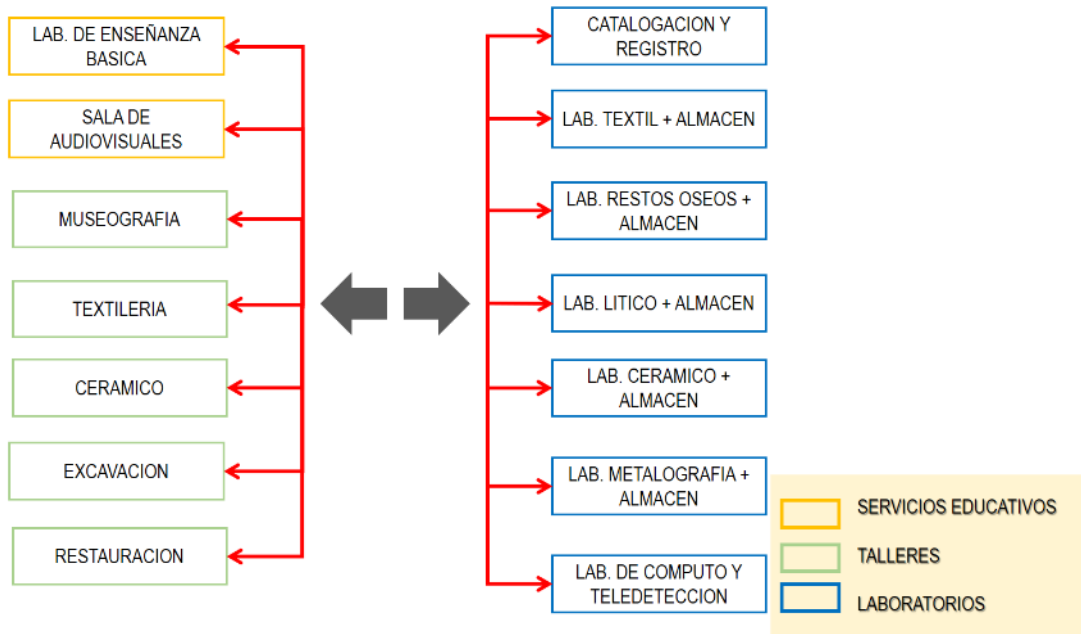 LAB. DE ENSEÑANZA
BASICA
SALA DE
AUDIOVISUALES
MUSEOGRAFIA
TEXTILERIA
CERAMICO
EXCAVACION
RESTAURACION
CATALOGACION Y
REGISTRO
LAB. TEXTIL + ALMACEN
LAB. RESTOS OSEOS +
ALMACEN
LAB. LITICO + ALMACEN
LAB. CERAMICO +
ALMACEN
LAB. METALOGRAFIA +
ALMACEN
LAB. DE COMPUTO Y
TELEDETECCION
SERVICIOS EDUCATIVOS
TALLERES
LABORATORIOS